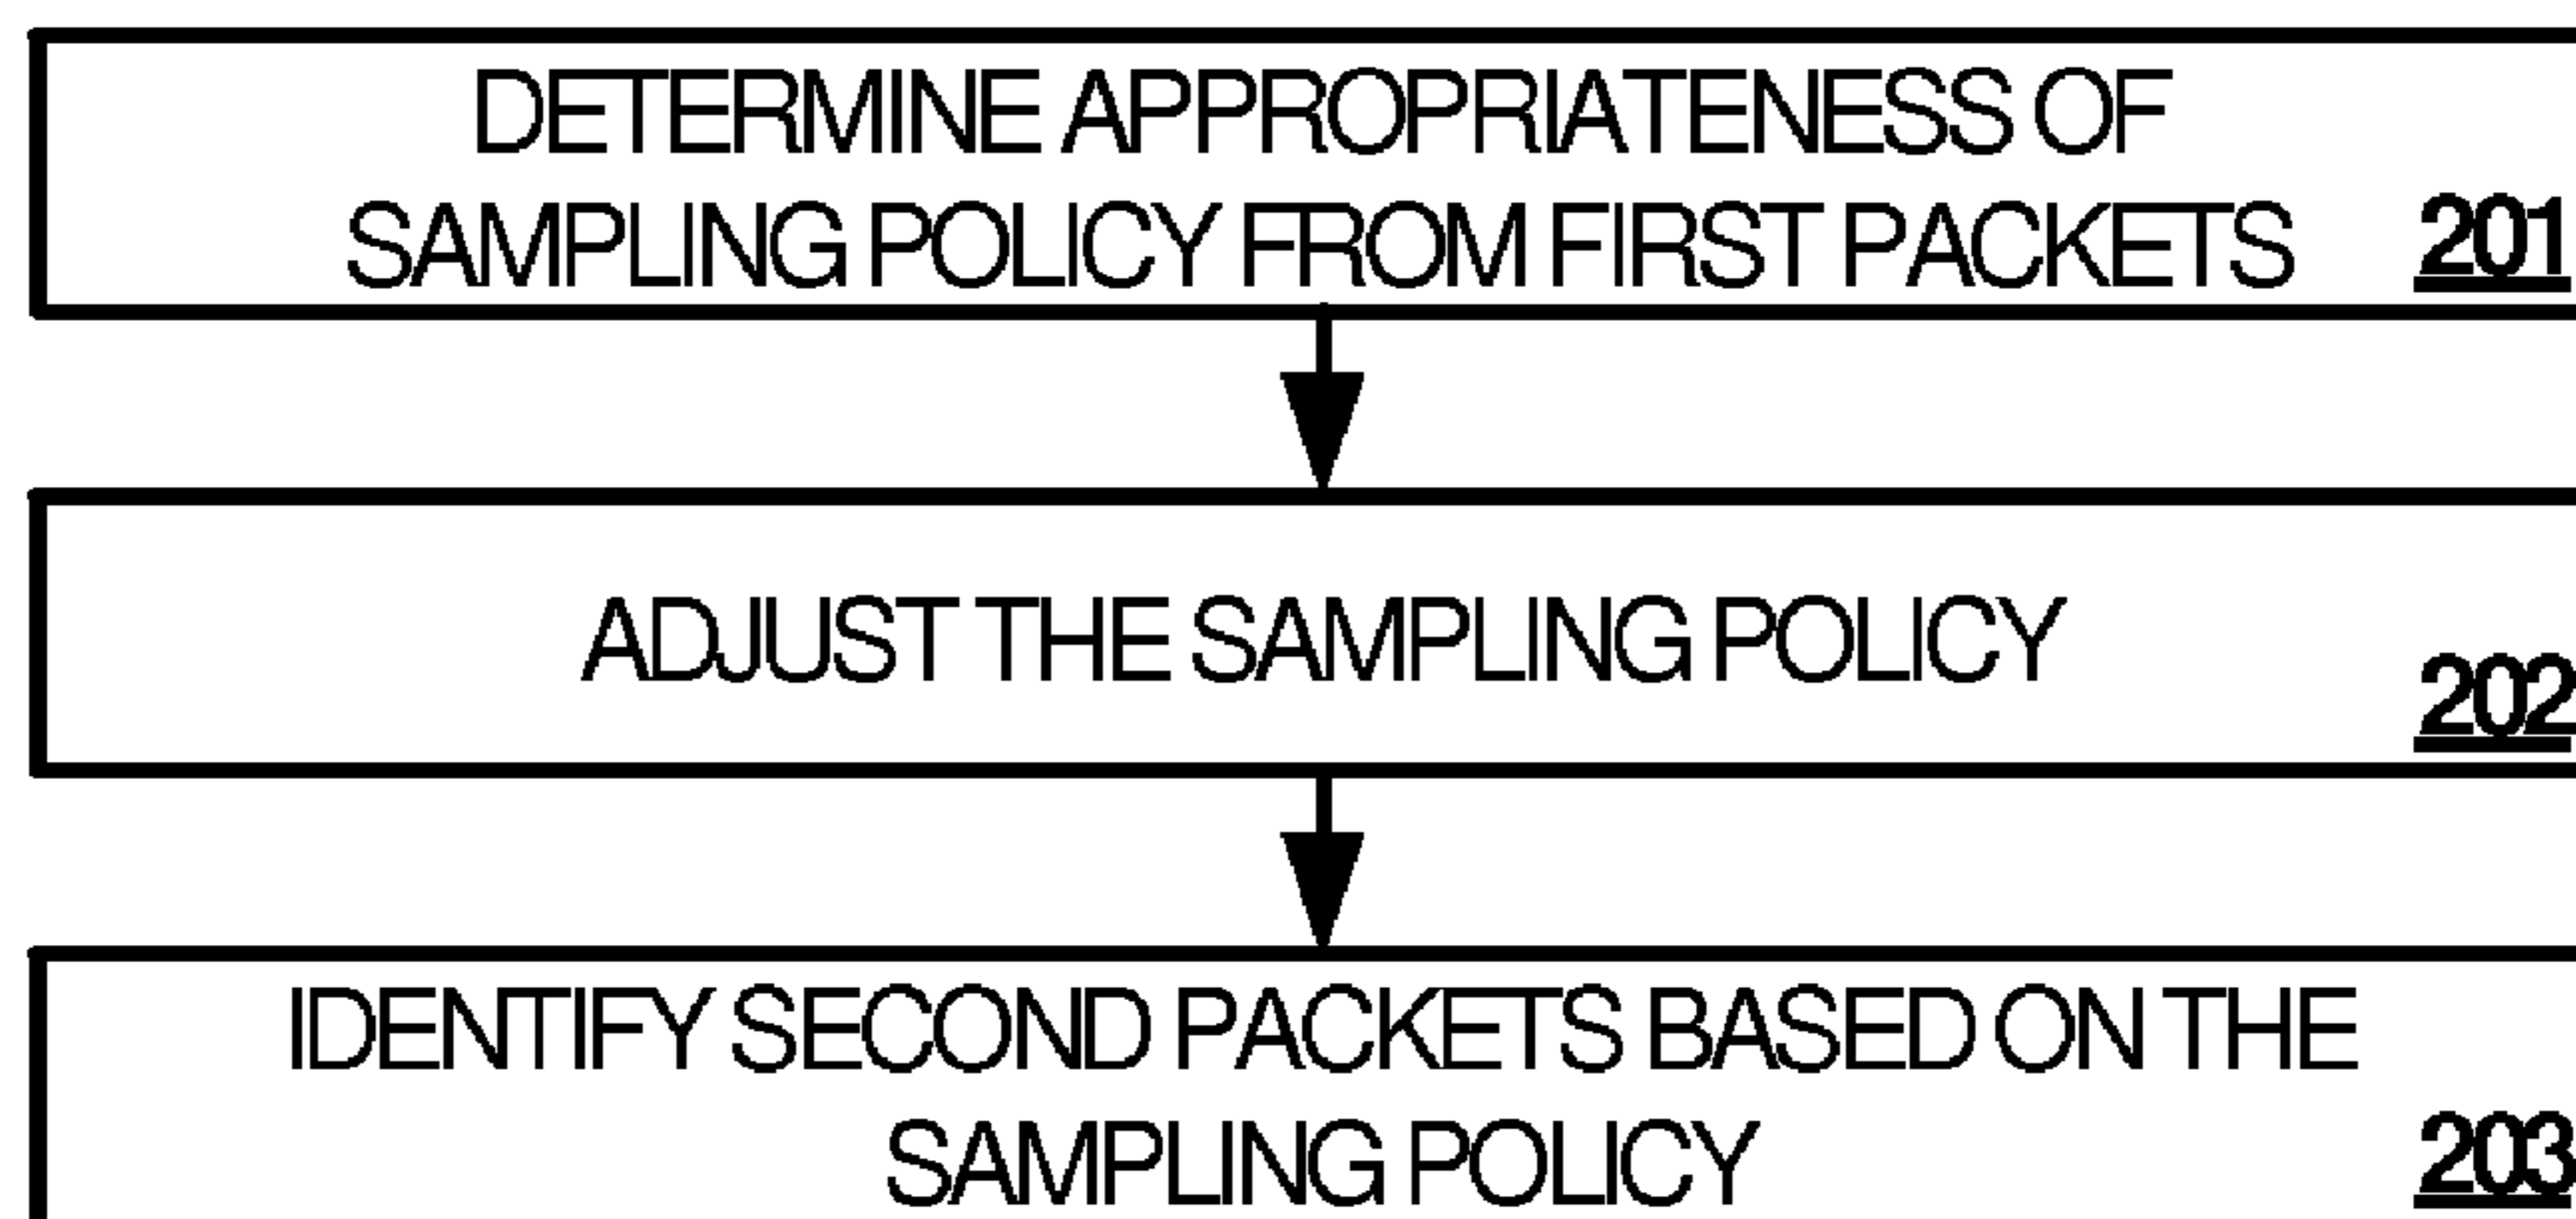 DETERMINE APPROPRIATENESS OF
SAMPLING POLICY FROM FIRST PACKETS 201
ADJUST THE SAMPLING POLICY
202
IDENTIFY SECOND PACKETS BASED ON THE
SAMPLING POLICY 203